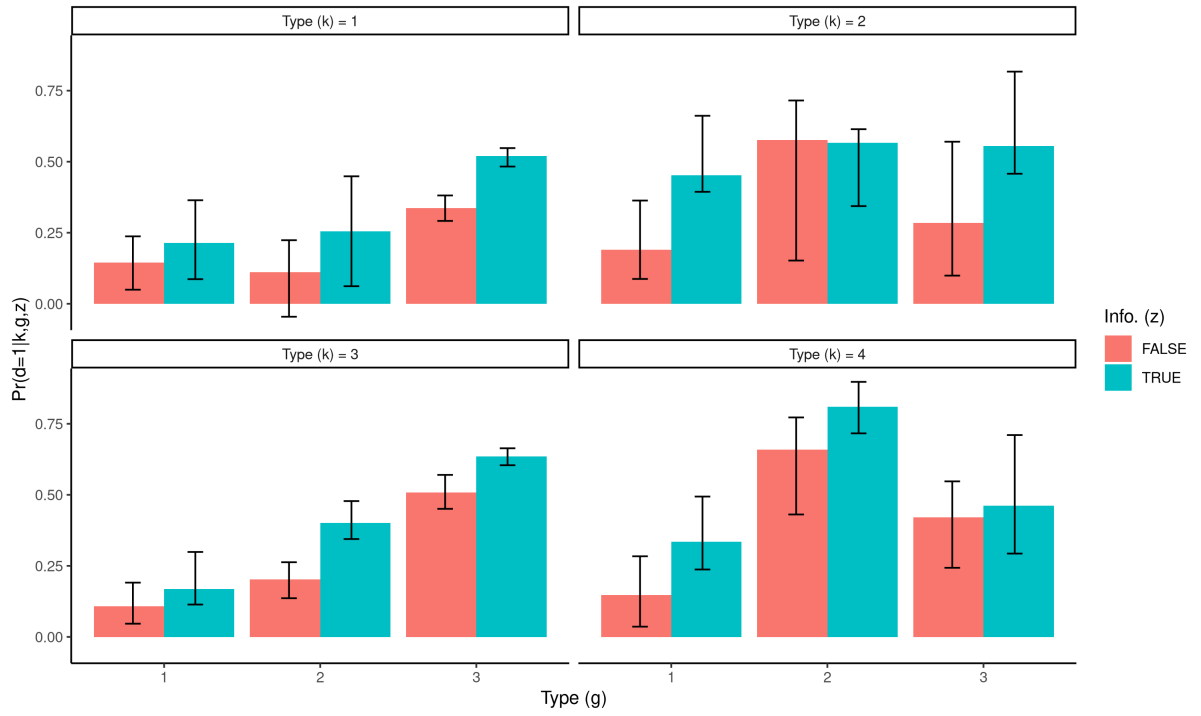 Type (k) = 1
Type (k) = 2
0.75
0.50
0.25
0.00
Type (k) = 3
Type (k) = 4
0.75
0.50
0.25
0.00
1
2
3
1
2
3
Type (g)
Pr(d=1|k,g,z)
Info. (z)
FALSE
TRUE